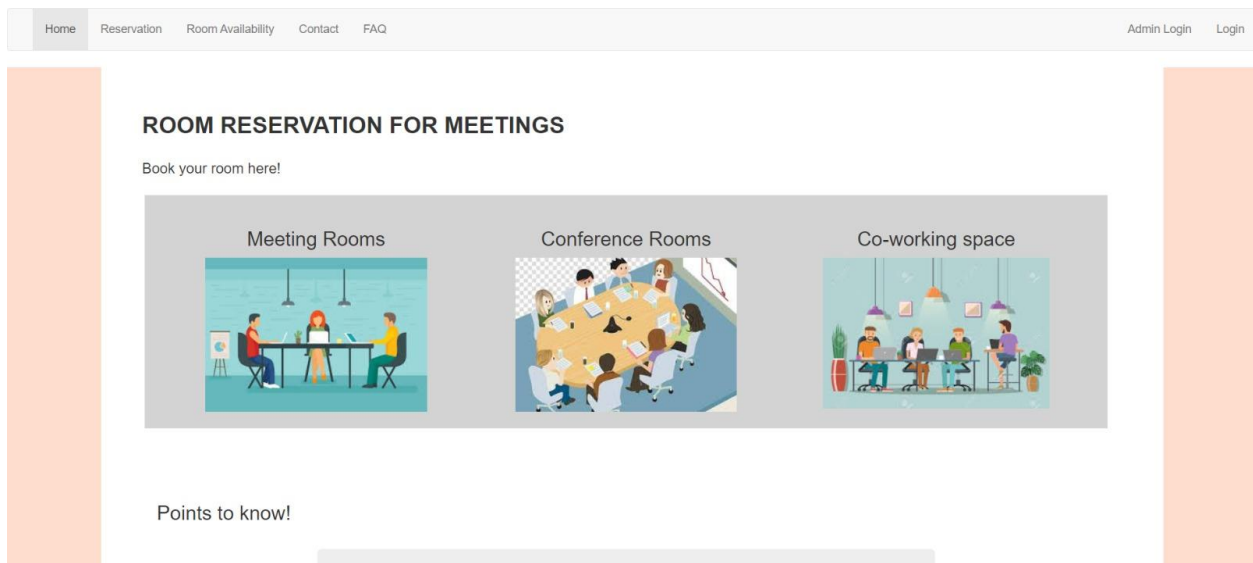 Home Reservation Room Availability Contact FAQ Admin Login Login
ROOM RESERVATION FOR MEETINGS
Book your room here!
Meeting Rooms Conference Rooms Co-working space
Points to know!